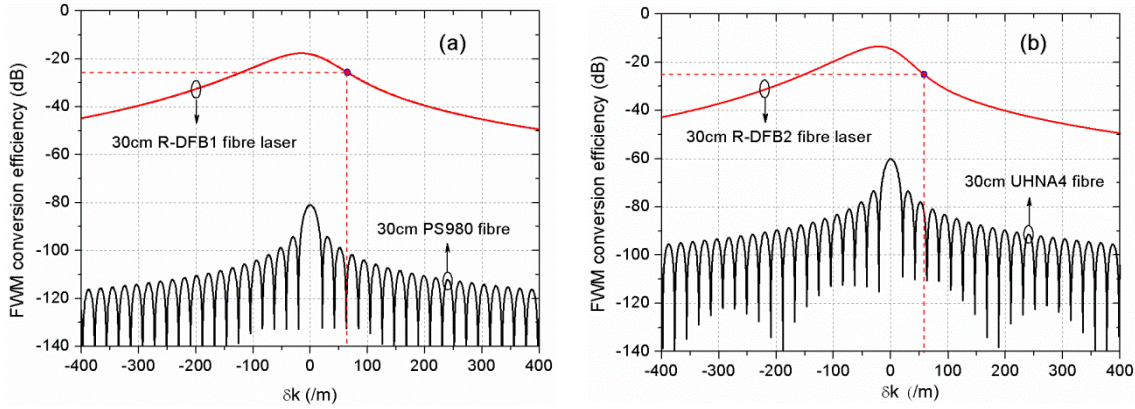 (a)
FWM conversion efficiency (dB)
0
-20
-40
-60
-80
-100
-120
-140
30cm R-DFB1 fibre laser
30cm PS980 fibre
-400 -300 -200 -100 0 100 200 300 400
δk (/m)
(b)
FWM conversion efficiency (dB)
0
-20
-40
-60
-80
-100
-120
-140
30cm R-DFB2 fibre laser
30cm UHNA4 fibre
-400 -300 -200 -100 0 100 200 300 400
δk (/m)